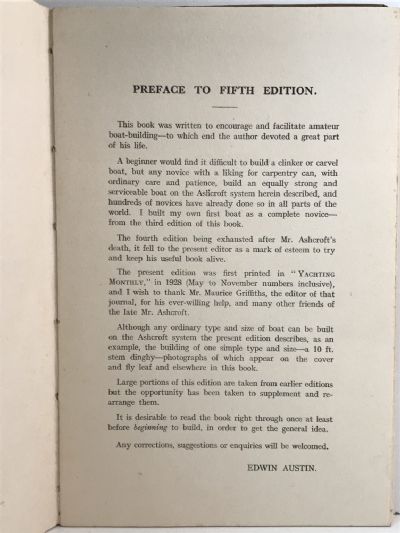 PREFACE TO FIFTH EDITION.
This book was written to encourage and facilitate amateur
boat-building—to which end the author devoted a great part
of his life.
A beginner would find it difficult to build a clinker or carvel
boat, but any novice with a liking for carpentry can, with
ordinary care and patience, build an equally strong and
serviceable boat on the Ashcroft system herein described, and
hundreds of novices have already done so in all parts of the
world. I built my own first boat as a complete novice—
from the third edition of this book.
The fourth edition being exhausted after Mr. Ashcroft's
death, it fell to the present editor as a mark of esteem to try
and keep his useful book alive.
The present edition was first printed in "YACHTING
MONTHLY," in 1928 (May to November numbers inclusive),
and I wish to thank Mr. Maurice Griffiths, the editor of that
journal, for his ever-willing help, and many other friends of
the late Mr. Ashcroft.
Although any ordinary type and size of boat can be built
on the Ashcroft system the present edition describes, as an
example, the building of one simple type and size—a 10 ft.
stem dinghy—photographs of which appear on the cover
and fly leaf and elsewhere in this book.
Large portions of this edition are taken from earlier editions
but the opportunity has been taken to supplement and re-
arrange them.
It is desirable to read the book right through once at least
before beginning to build, in order to get the general idea.
Any corrections, suggestions or enquiries will be welcomed.
EDWIN AUSTIN.